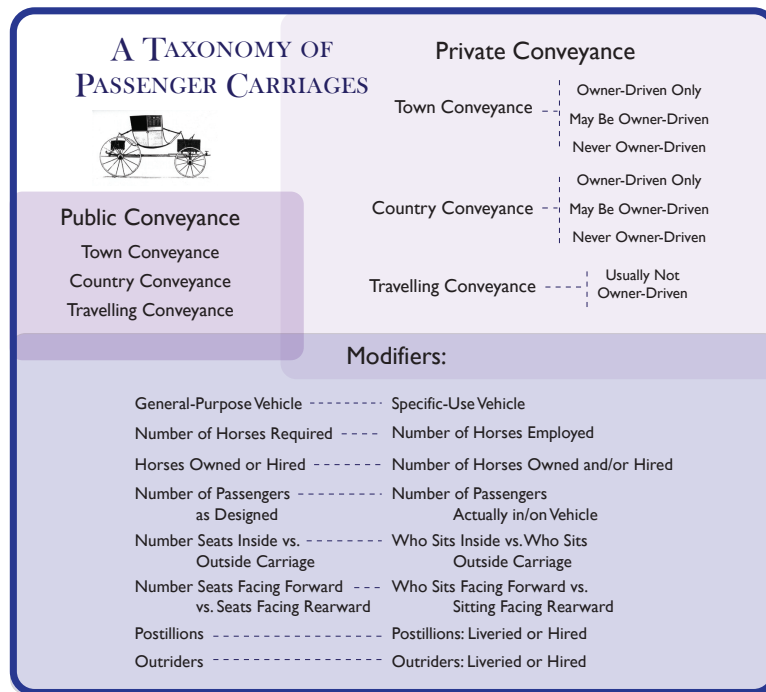 A Taxonomy of
Passenger Carriages
Private Conveyance
Town Conveyance
Owner-Driven Only
May Be Owner-Driven
Never Owner-Driven
Country Conveyance
Owner-Driven Only
May Be Owner-Driven
Never Owner-Driven
Travelling Conveyance
Usually Not
Owner-Driven
Public Conveyance
Town Conveyance
Country Conveyance
Travelling Conveyance
Modifiers:
General-Purpose Vehicle Specific-Use Vehicle
Number of Horses Required Number of Horses Employed
Horses Owned or Hired Number of Horses Owned and/or Hired
Number of Passengers Number of Passengers
as Designed Actually in/on Vehicle
Number Seats Inside vs. Who Sits Inside vs. Who Sits
Outside Carriage Outside Carriage
Number Seats Facing Forward Who Sits Facing Forward vs.
vs. Seats Facing Rearward Sitting Facing Rearward
Postillions Postillions: Liveried or Hired
Outriders Outriders: Liveried or Hired